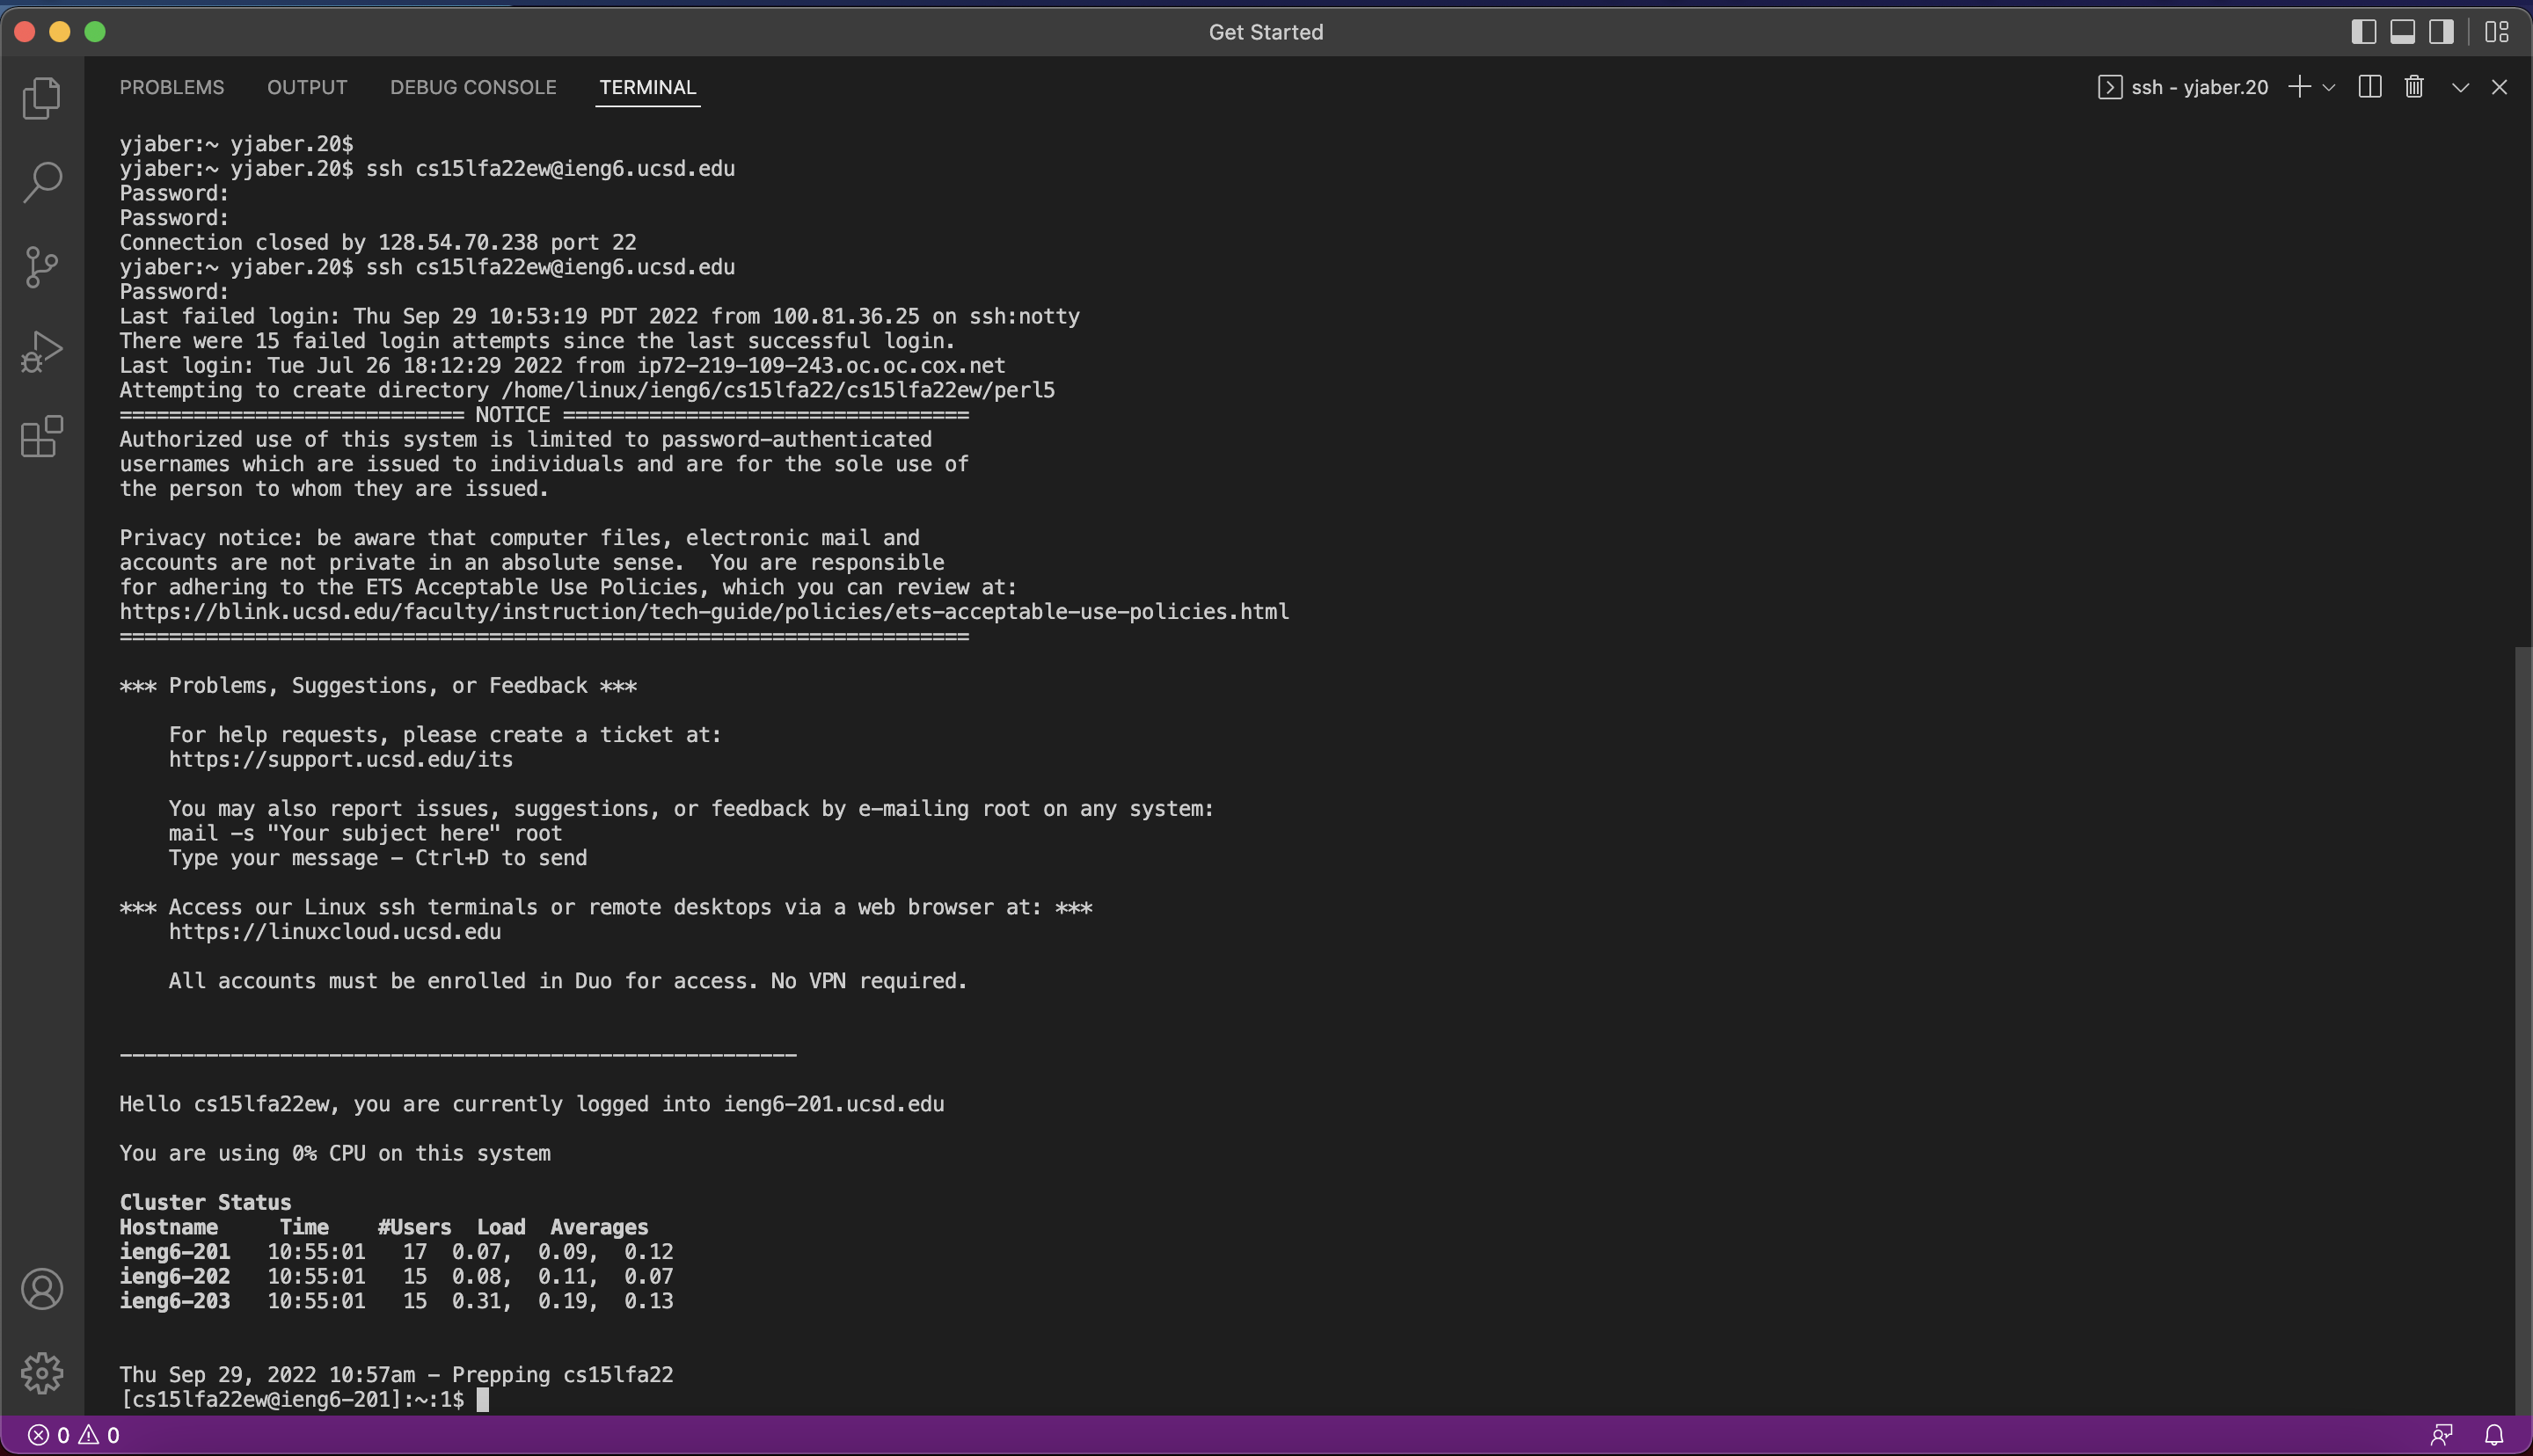 Get Started
PROBLEMS OUTPUT DEBUG CONSOLE TERMINAL ssh - yjaber.20
yjaber:~ yjaber.20$
yjaber:~ yjaber.20$ ssh cs15lfa22ew@ieng6.ucsd.edu
Password:
Password:
Connection closed by 128.54.70.238 port 22
yjaber:~ yjaber.20$ ssh cs15lfa22ew@ieng6.ucsd.edu
Password:
Last failed login: Thu Sep 29 10:53:19 PDT 2022 from 100.81.36.25 on ssh:notty
There were 15 failed login attempts since the last successful login.
Last login: Tue Jul 26 18:12:29 2022 from ip72-219-109-243.oc.oc.cox.net
Attempting to create directory /home/linux/ieng6/cs15lfa22/cs15lfa22ew/perl5
============================ NOTICE =================================
Authorized use of this system is limited to password-authenticated
usernames which are issued to individuals and are for the sole use of
the person to whom they are issued.
Privacy notice: be aware that computer files, electronic mail and
accounts are not private in an absolute sense.  You are responsible
for adhering to the ETS Acceptable Use Policies, which you can review at:
https://blink.ucsd.edu/faculty/instruction/tech-guide/policies/ets-acceptable-use-policies.html
=====================================================================
*** Problems, Suggestions, or Feedback ***
For help requests, please create a ticket at:
https://support.ucsd.edu/its
You may also report issues, suggestions, or feedback by e-mailing root on any system:
mail -s "Your subject here" root
Type your message - Ctrl+D to send
*** Access our Linux ssh terminals or remote desktops via a web browser at: ***
https://linuxcloud.ucsd.edu
All accounts must be enrolled in Duo for access. No VPN required.
-------------------------------------------------------
Hello cs15lfa22ew, you are currently logged into ieng6-201.ucsd.edu
You are using 0% CPU on this system
Cluster Status
Hostname     Time    #Users  Load  Averages
ieng6-201   10:55:01   17  0.07,  0.09,  0.12
ieng6-202   10:55:01   15  0.08,  0.11,  0.07
ieng6-203   10:55:01   15  0.31,  0.19,  0.13
Thu Sep 29, 2022 10:57am - Prepping cs15lfa22
[cs15lfa22ew@ieng6-201]:~:1$
0 0